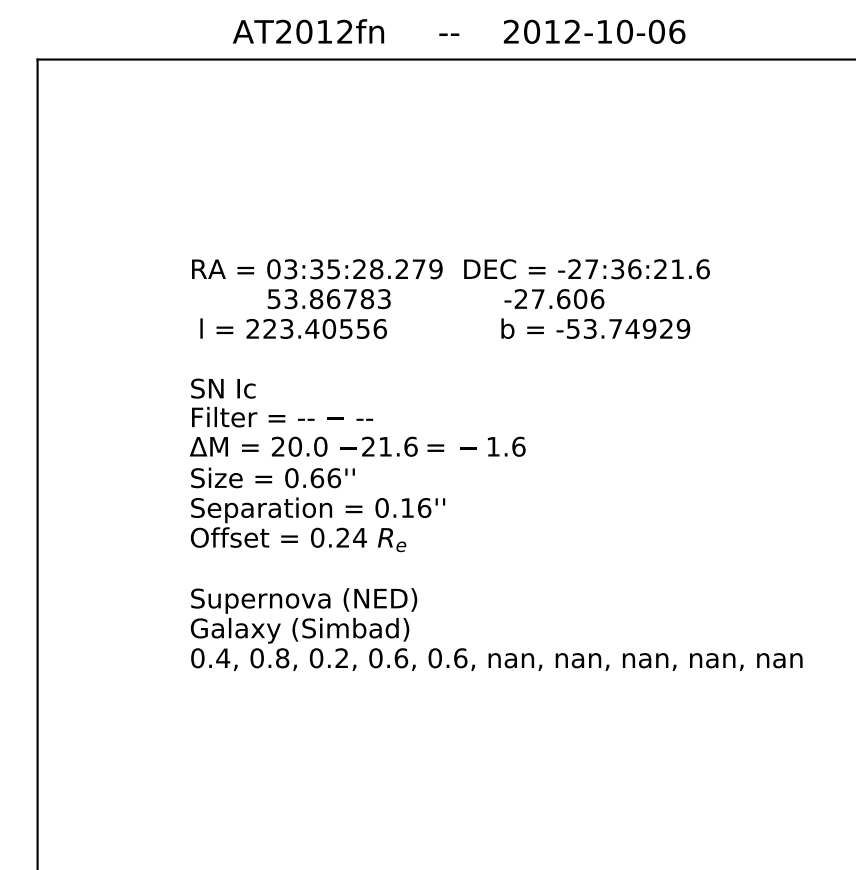 AT2012fn -- 2012-10-06
RA = 03:35:28.279 DEC = -27:36:21.6
53.86783 -27.606
l = 223.40556 b = -53.74929
SN Ic
Filter = -- − --
ΔM = 20.0 −21.6 = − 1.6
Size = 0.66''
Separation = 0.16''
Offset = 0.24 Rₑ
Supernova (NED)
Galaxy (Simbad)
0.4, 0.8, 0.2, 0.6, 0.6, nan, nan, nan, nan, nan